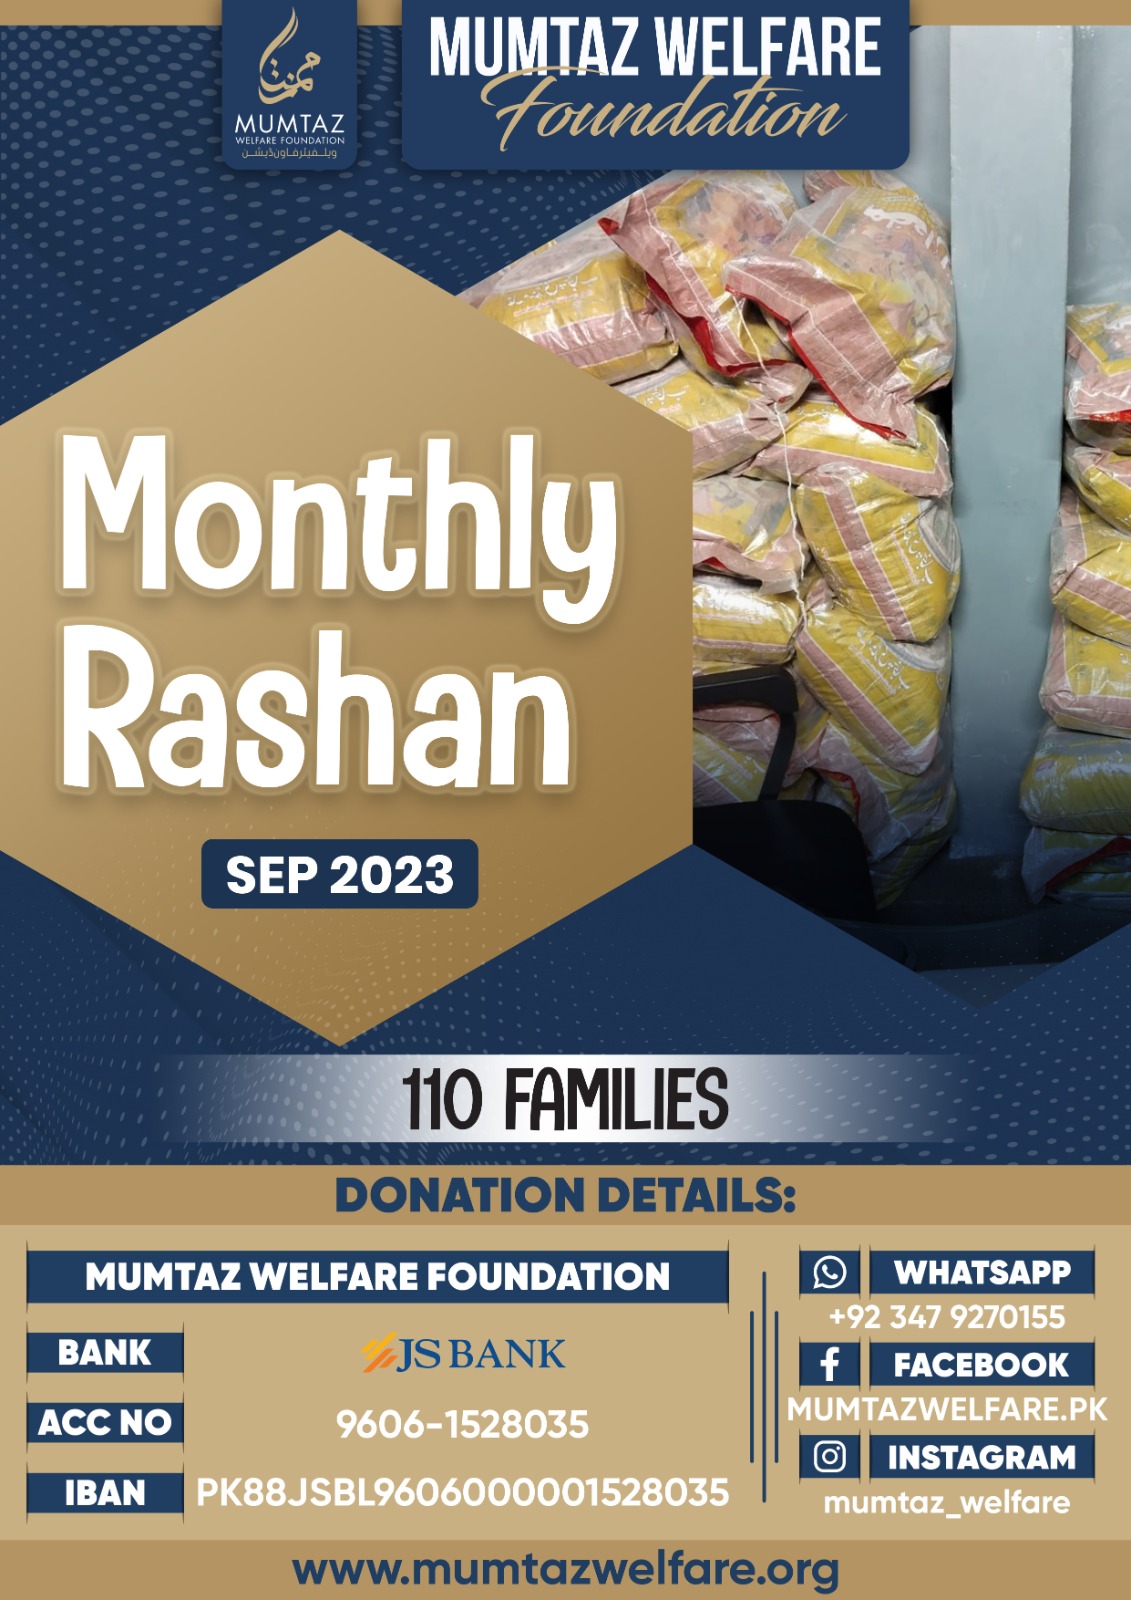 ممتاز
MUMTAZ
WELFARE FOUNDATION
ویلفیئرفاونڈیشن
MUMTAZ WELFARE
Foundation
Monthly
Rashan
SEP 2023
110 FAMILIES
DONATION DETAILS:
MUMTAZ WELFARE FOUNDATION
BANK
JS BANK
ACC NO
9606-1528035
IBAN
PK88JSBL9606000001528035
WHATSAPP
+92 347 9270155
FACEBOOK
MUMTAZWELFARE.PK
INSTAGRAM
mumtaz_welfare
www.mumtazwelfare.org